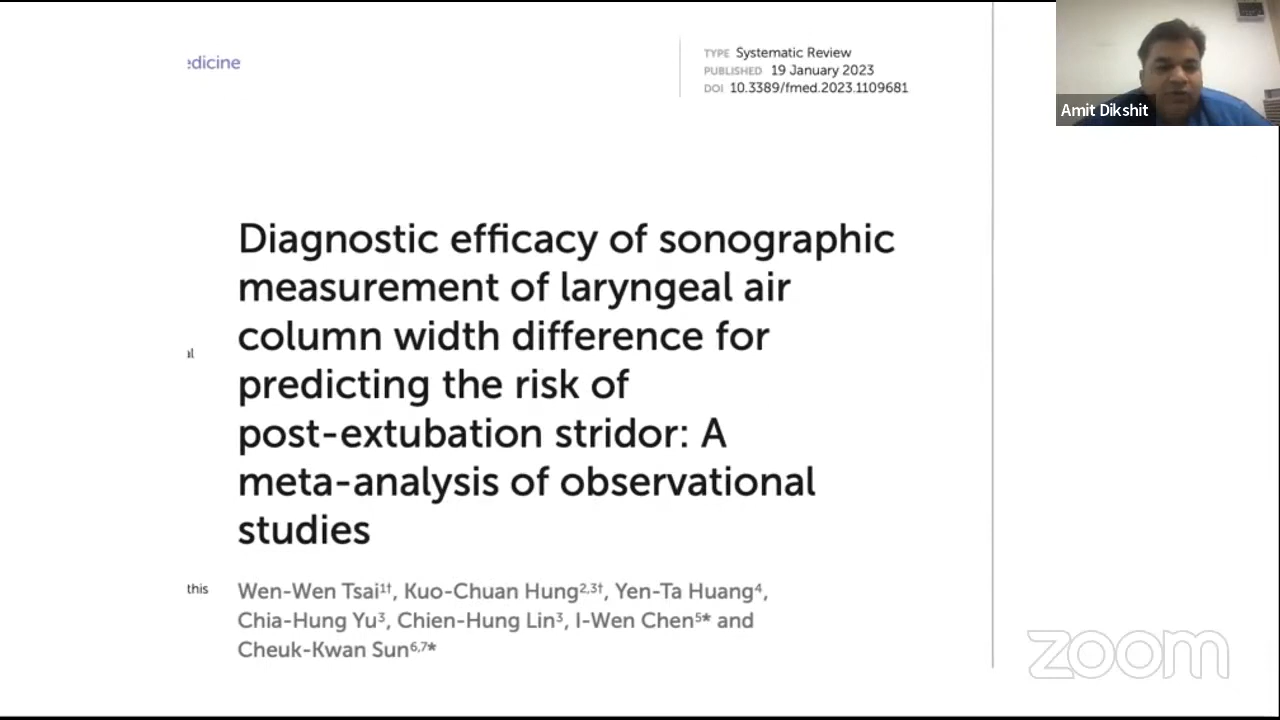 edicine
TYPE Systematic Review
PUBLISHED 19 January 2023
DOI 10.3389/fmed.2023.1109681
Amit Dikshit
Diagnostic efficacy of sonographic
measurement of laryngeal air
column width difference for
al
predicting the risk of
post-extubation stridor: A
meta-analysis of observational
studies
this
Wen-Wen Tsai1†, Kuo-Chuan Hung2,3†, Yen-Ta Huang4,
Chia-Hung Yu3, Chien-Hung Lin3, I-Wen Chen5* and
Cheuk-Kwan Sun6,7*
zoom